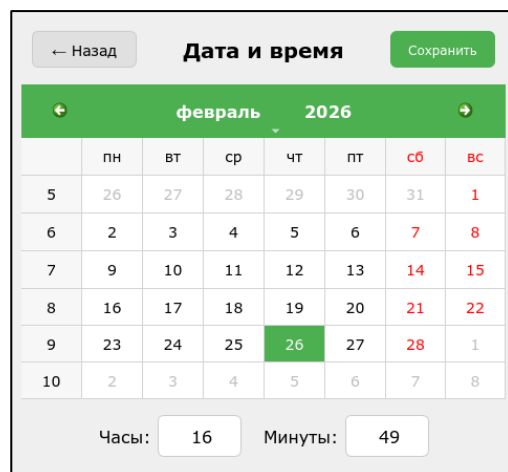 ← Назад Дата и время Сохранить
февраль 2026
пн вт ср чт пт сб вс
5 26 27 28 29 30 31 1
6 2 3 4 5 6 7 8
7 9 10 11 12 13 14 15
8 16 17 18 19 20 21 22
9 23 24 25 26 27 28 1
10 2 3 4 5 6 7 8
Часы: 16 Минуты: 49